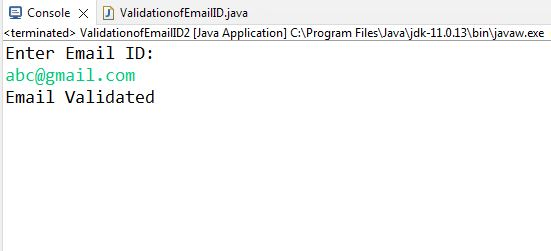 Console ValidationofEmailID.java
<terminated> ValidationofEmailID2 [Java Application] C:\Program Files\Java\jdk-11.0.13\bin\javaw.exe
Enter Email ID:
abc@gmail.com
Email Validated